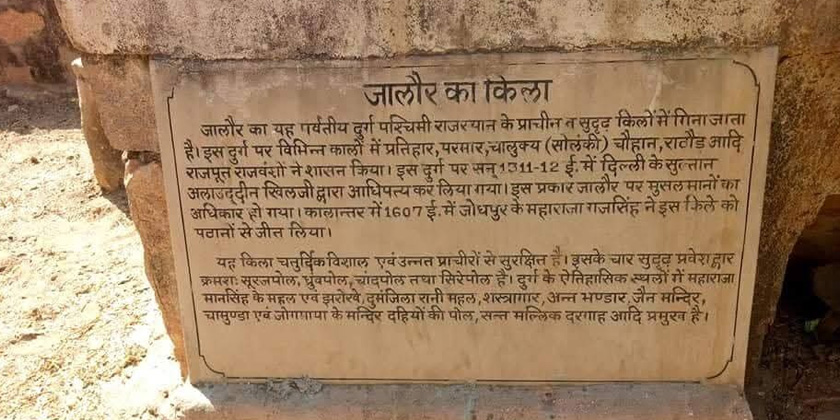 जालौर का किला
जालौर का यह पर्वतीय दुर्ग पश्चिमी राजस्थान के प्राचीन व सुदृढ़ किलों में गिना जाता
है। इस दुर्ग पर विभिन्न कालों में प्रतिहार,परमार,चालुक्य (सोलंकी) चौहान,राठौड आदि
राजपूत राजवंशों ने शासन किया। इस दुर्ग पर सन् 1311-12 ई. में दिल्ली के सुल्तान
अलाउद्दीन खिलजी द्वारा आधिपत्य कर लिया गया। इस प्रकार जालौर पर मुसलमानों का
अधिकार हो गया। कालान्तर में 1607 ई. में जोधपुर के महाराजा गजसिंह ने इस किले को
पठानों से जीत लिया।
यह किला चतुर्दिक विशाल एवं उन्नत प्राचीरों से सुरक्षित है। इसके चार सुदृढ़ प्रवेशद्वार
क्रमशः सूरजपोल, ध्रुवपोल, चांदपोल तथा सिरेपोल है। दुर्ग के ऐतिहासिक स्थलों में महाराजा
मानसिंह के महल एवं झरोखे, दुमंजिला रानी महल, शस्त्रागार, अन्न भण्डार, जैन मन्दिर,
चामुण्डा एवं जोगमाया के मन्दिर दहियों की पोल, सन्त मल्लिक दरगाह आदि प्रमुख है।